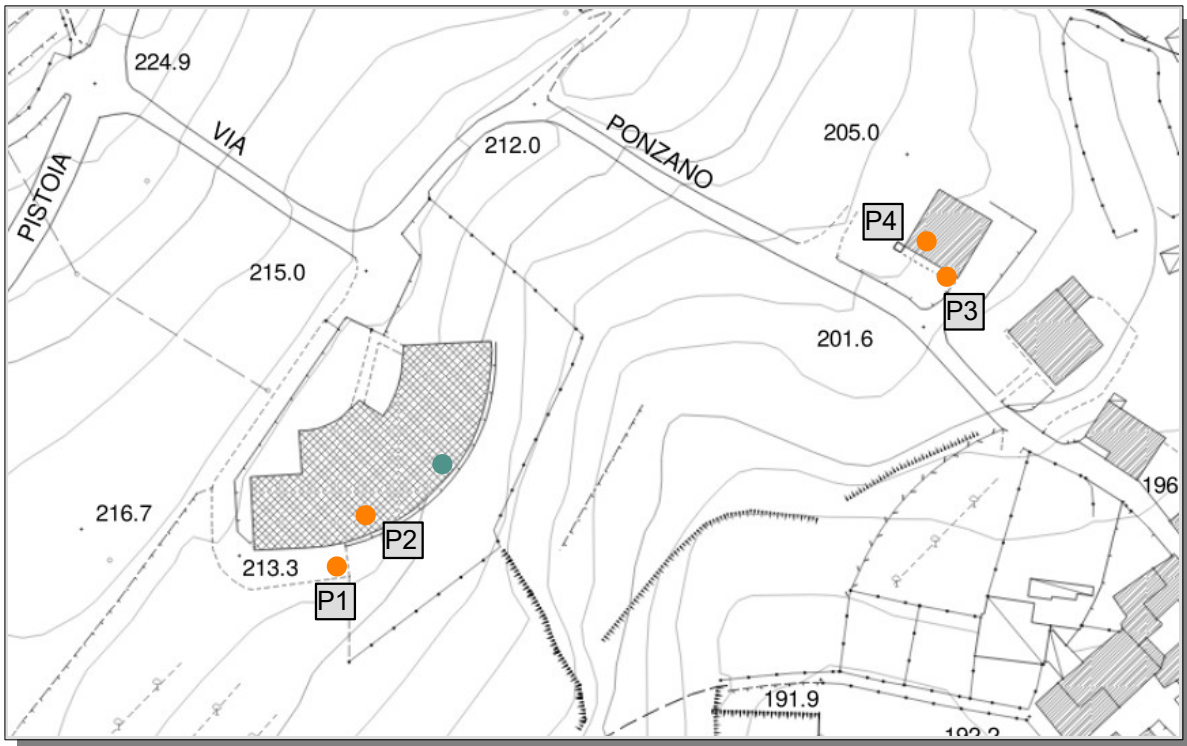 224.9
VIA
PONZANO
205.0
212.0
PISTOIA
P4
215.0
P3
201.6
196
216.7
P2
213.3
P1
191.9